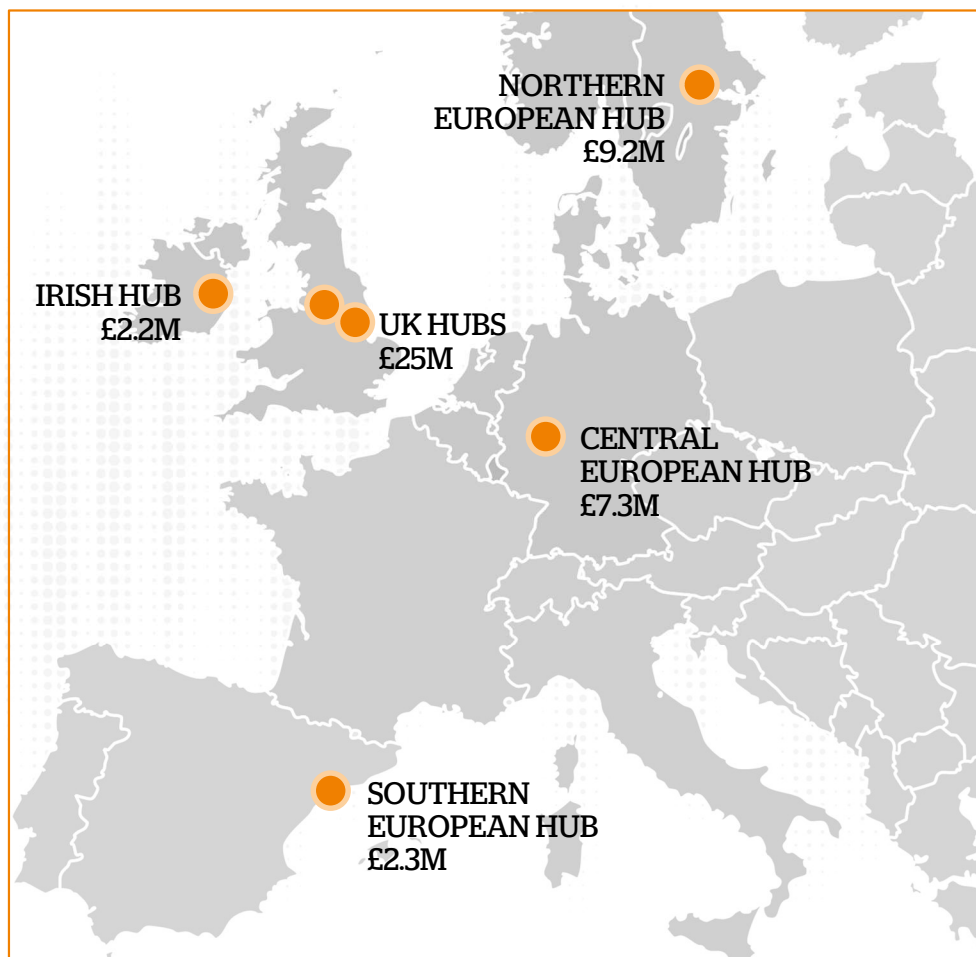 NORTHERN
EUROPEAN HUB
£9.2M
IRISH HUB
£2.2M
UK HUBS
£25M
CENTRAL
EUROPEAN HUB
£7.3M
SOUTHERN
EUROPEAN HUB
£2.3M